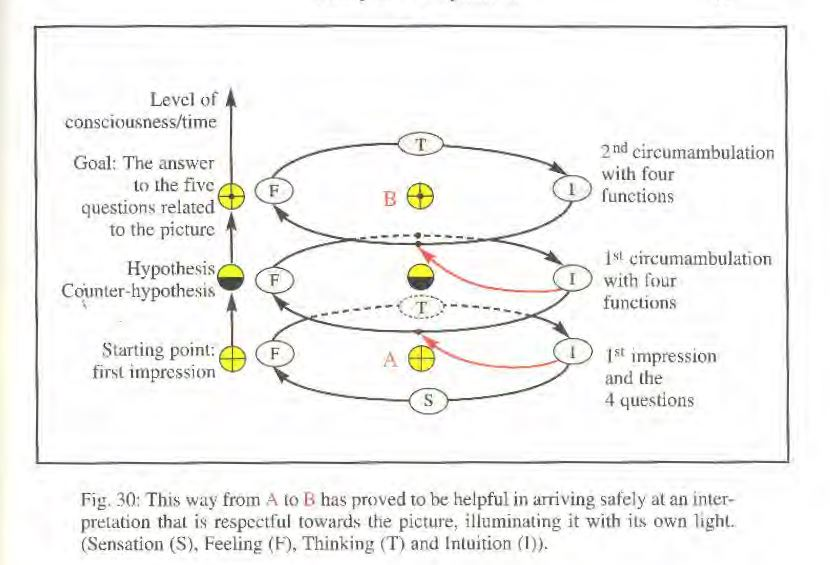 Level of
consciousness/time
Goal: The answer
to the five
questions related
to the picture
Hypothesis
Counter-hypothesis
Starting point:
first impression
T
F
B
I
F
I
T
F
A
I
S
2nd circumambulation
with four
functions
1st circumambulation
with four
functions
1st impression
and the
4 questions
Fig. 30: This way from A to B has proved to be helpful in arriving safely at an inter-
pretation that is respectful towards the picture, illuminating it with its own light.
(Sensation (S), Feeling (F), Thinking (T) and Intuition (I)).